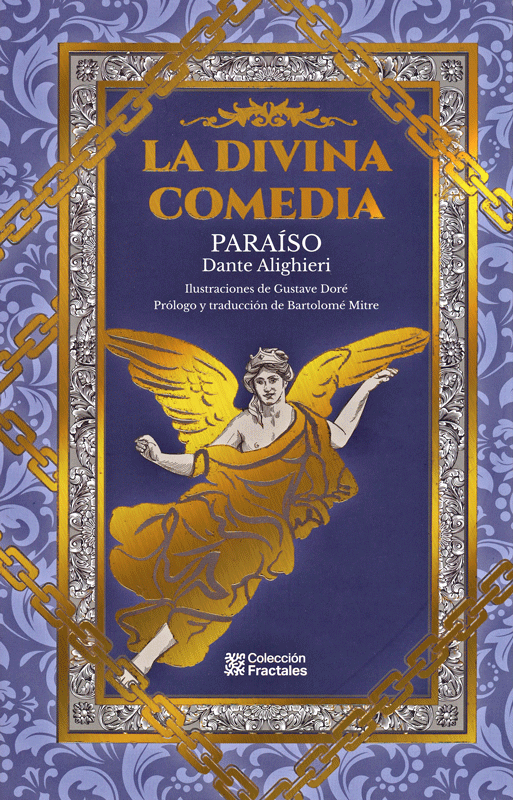 LA DIVINA
COMEDIA
PARAÍSO
Dante Alighieri
Ilustraciones de Gustave Doré
Prólogo y traducción de Bartolomé Mitre
Colección
Fractales